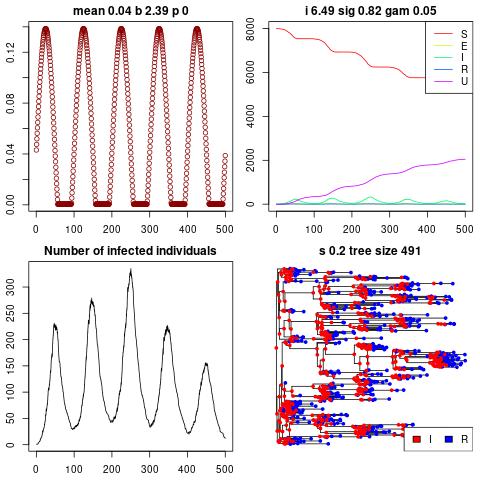 mean 0.04 b 2.39 p 0
0.00 0.04 0.08 0.12
0 100 200 300 400 500
i 6.49 sig 0.82 gam 0.05
0 2000 4000 6000 8000
S
E
I
R
U
0 100 200 300 400 500
Number of infected individuals
0 50 100 150 200 250 300
0 100 200 300 400 500
s 0.2 tree size 491
I R